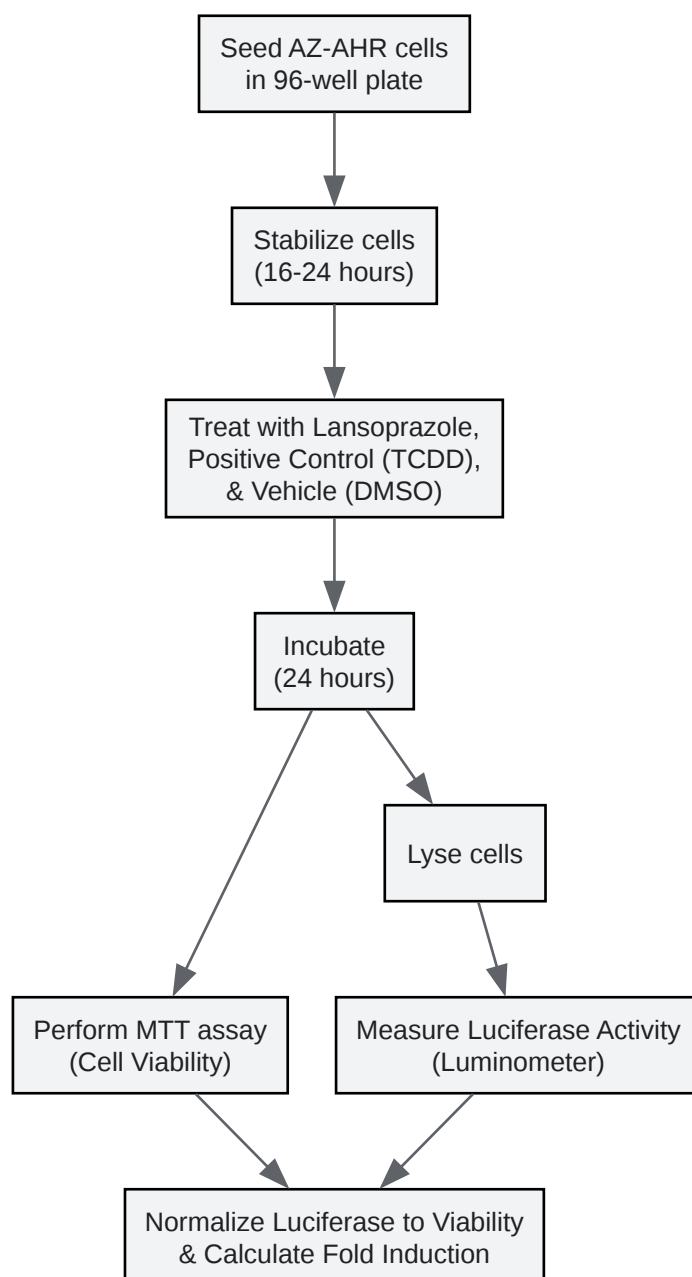 Seed AZ-AHR cells
in 96-well plate
Stabilize cells
(16-24 hours)
Treat with Lansoprazole,
Positive Control (TCDD),
& Vehicle (DMSO)
Incubate
(24 hours)
Lyse cells
Perform MTT assay
(Cell Viability)
Measure Luciferase Activity
(Luminometer)
Normalize Luciferase to Viability
& Calculate Fold Induction